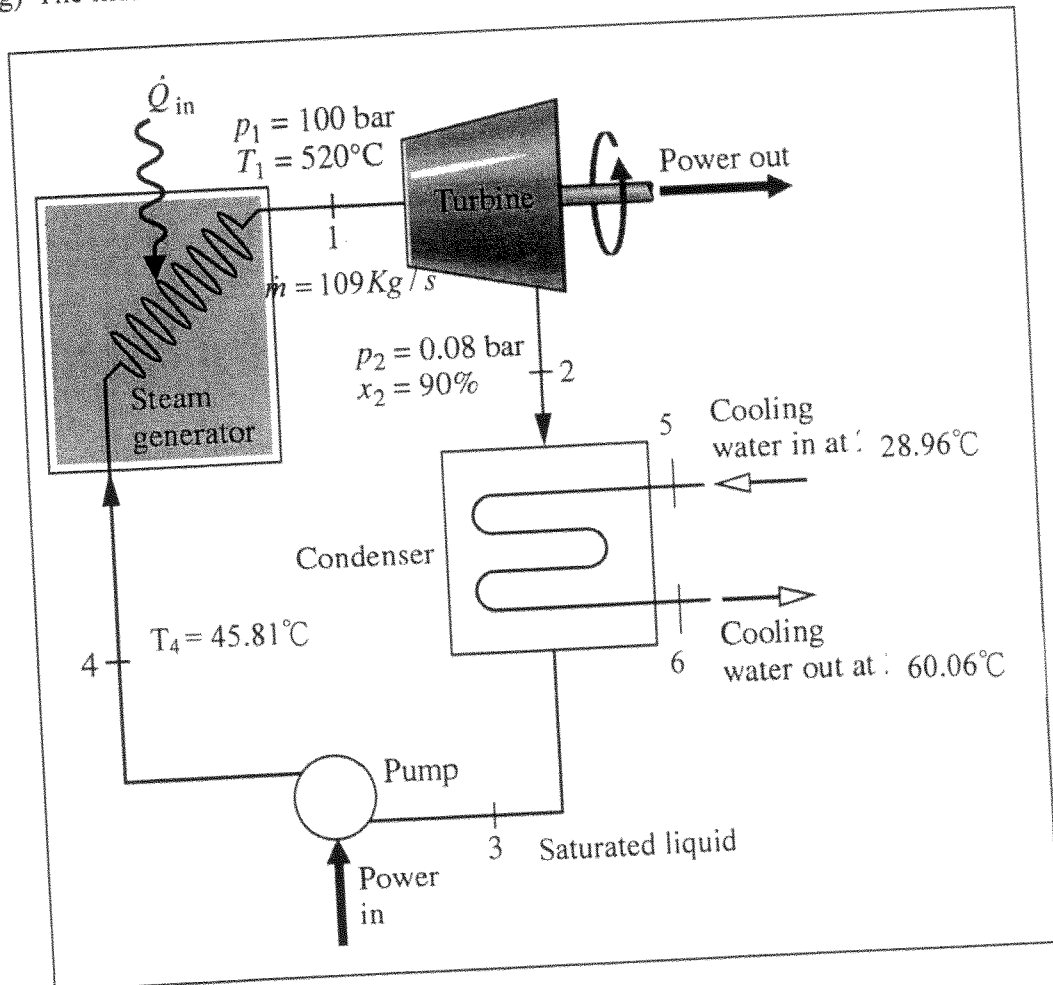 g) The
Q̇ in
p1 = 100 bar
T1 = 520°C
Turbine
Power out
1
ṁ = 109Kg / s
p2 = 0.08 bar
x2 = 90%
2
Steam
generator
5
Cooling
water in at : 28.96℃
Condenser
T4 = 45.81℃
4
6
Cooling
water out at : 60.06℃
Pump
3
Saturated liquid
Power
in